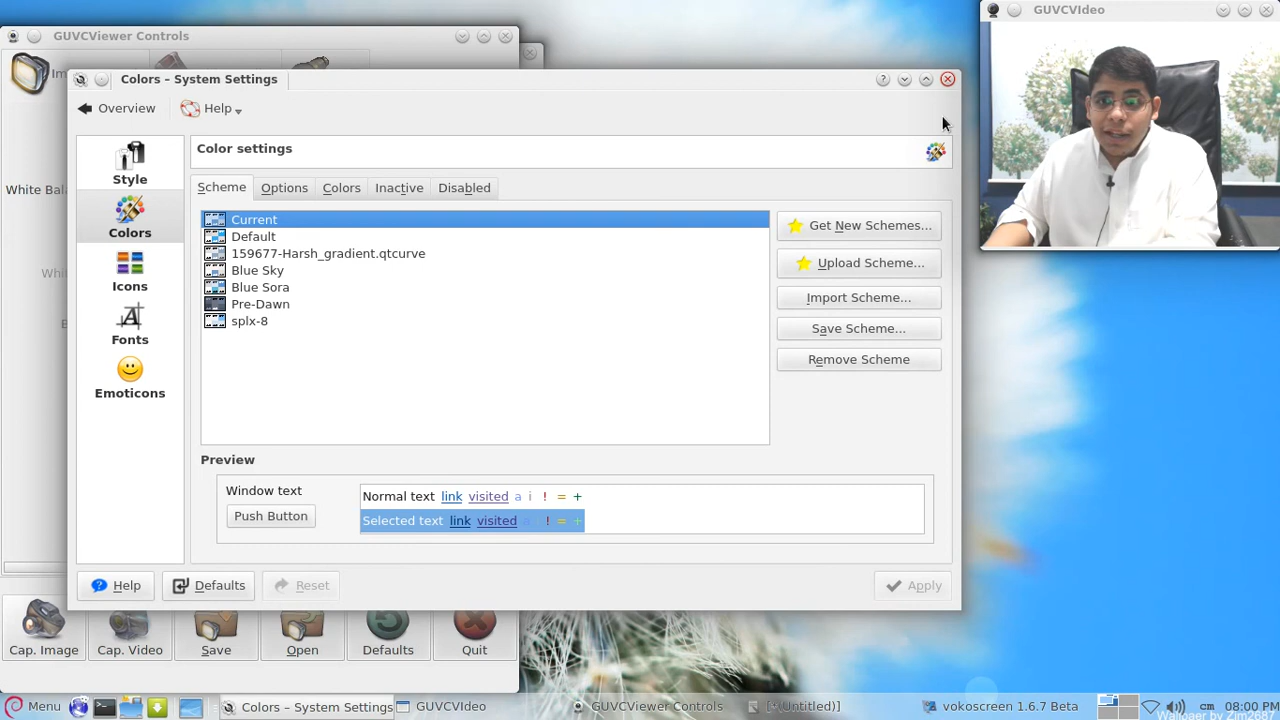 GUVCViewer Controls
GUVCVIdeo
Colors – System Settings
Overview
Help
Color settings
Style
Colors
Icons
Fonts
Emoticons
Scheme Options Colors Inactive Disabled
Current
Default
159677-Harsh_gradient.qtcurve
Blue Sky
Blue Sora
Pre-Dawn
splx-8
Get New Schemes...
Upload Scheme...
Import Scheme...
Save Scheme...
Remove Scheme
Preview
Window text
Push Button
Normal text link visited a i ! = +
Selected text link visited ! = +
Help Defaults Reset Apply
White Bala
Cap. Image Cap. Video Save Open Defaults Quit
Menu Colors – System Settings GUVCVIdeo GUVCViewer Controls [*Untitled)] vokoscreen 1.6.7 Beta cm 08:00 PM